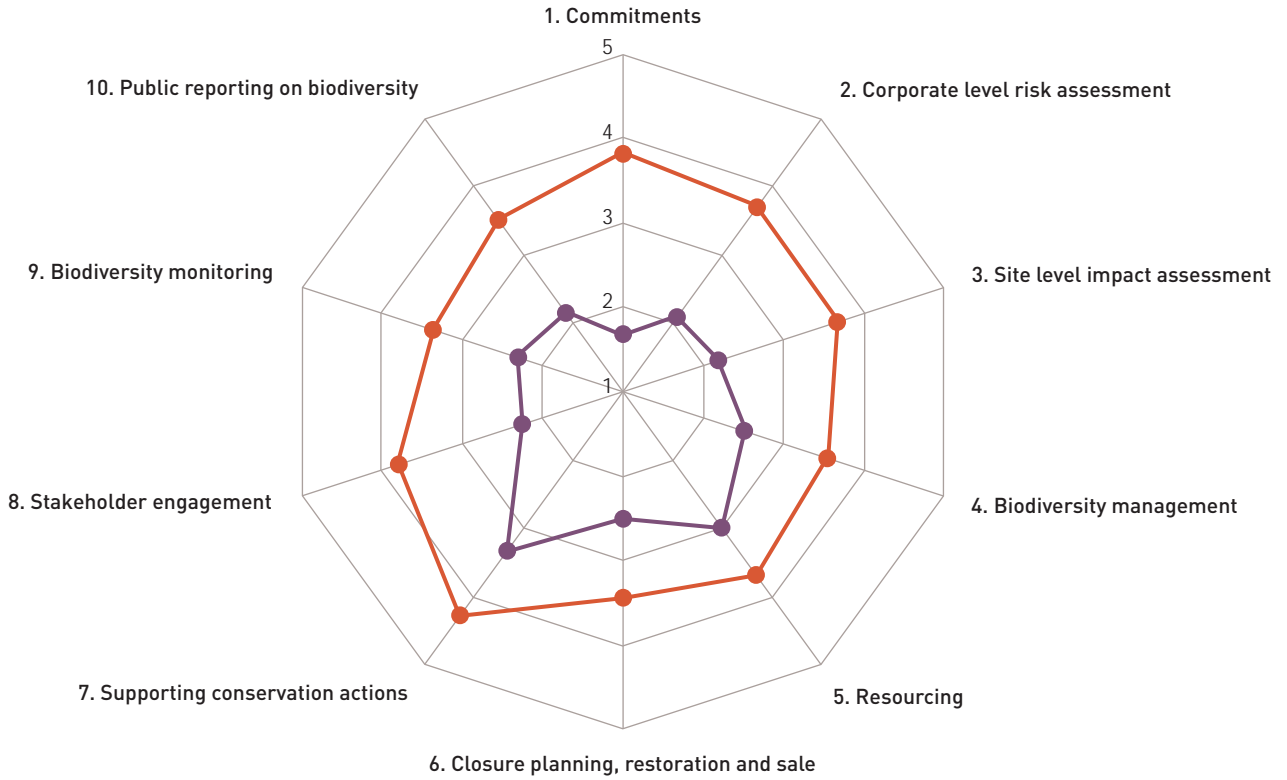 1. Commitments
5
10. Public reporting on biodiversity
2. Corporate level risk assessment
4
3
9. Biodiversity monitoring
3. Site level impact assessment
2
1
8. Stakeholder engagement
4. Biodiversity management
7. Supporting conservation actions
5. Resourcing
6. Closure planning, restoration and sale